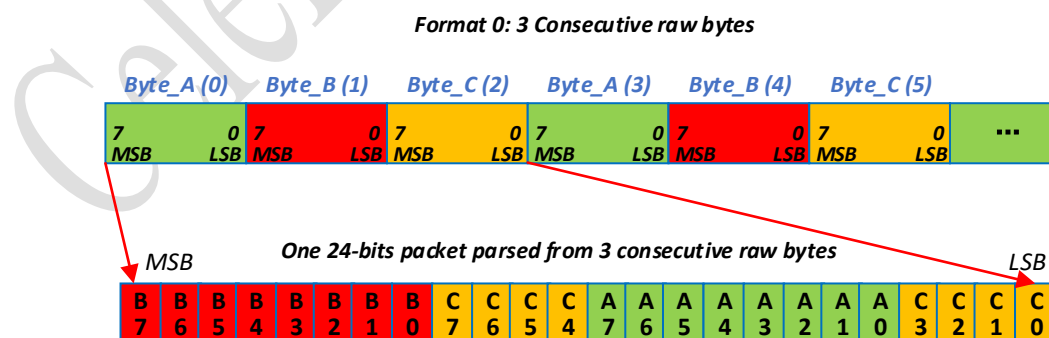 Format 0: 3 Consecutive raw bytes
Byte_A (0) Byte_B (1) Byte_C (2) Byte_A (3) Byte_B (4) Byte_C (5)
7 0 7 0 7 0 7 0 7 0 7 0 ...
MSB LSB MSB LSB MSB LSB MSB LSB MSB LSB MSB LSB
One 24-bits packet parsed from 3 consecutive raw bytes
MSB LSB
B B B B B B B B C C C C A A A A A A A A C C C C
7 6 5 4 3 2 1 0 7 6 5 4 7 6 5 4 3 2 1 0 3 2 1 0